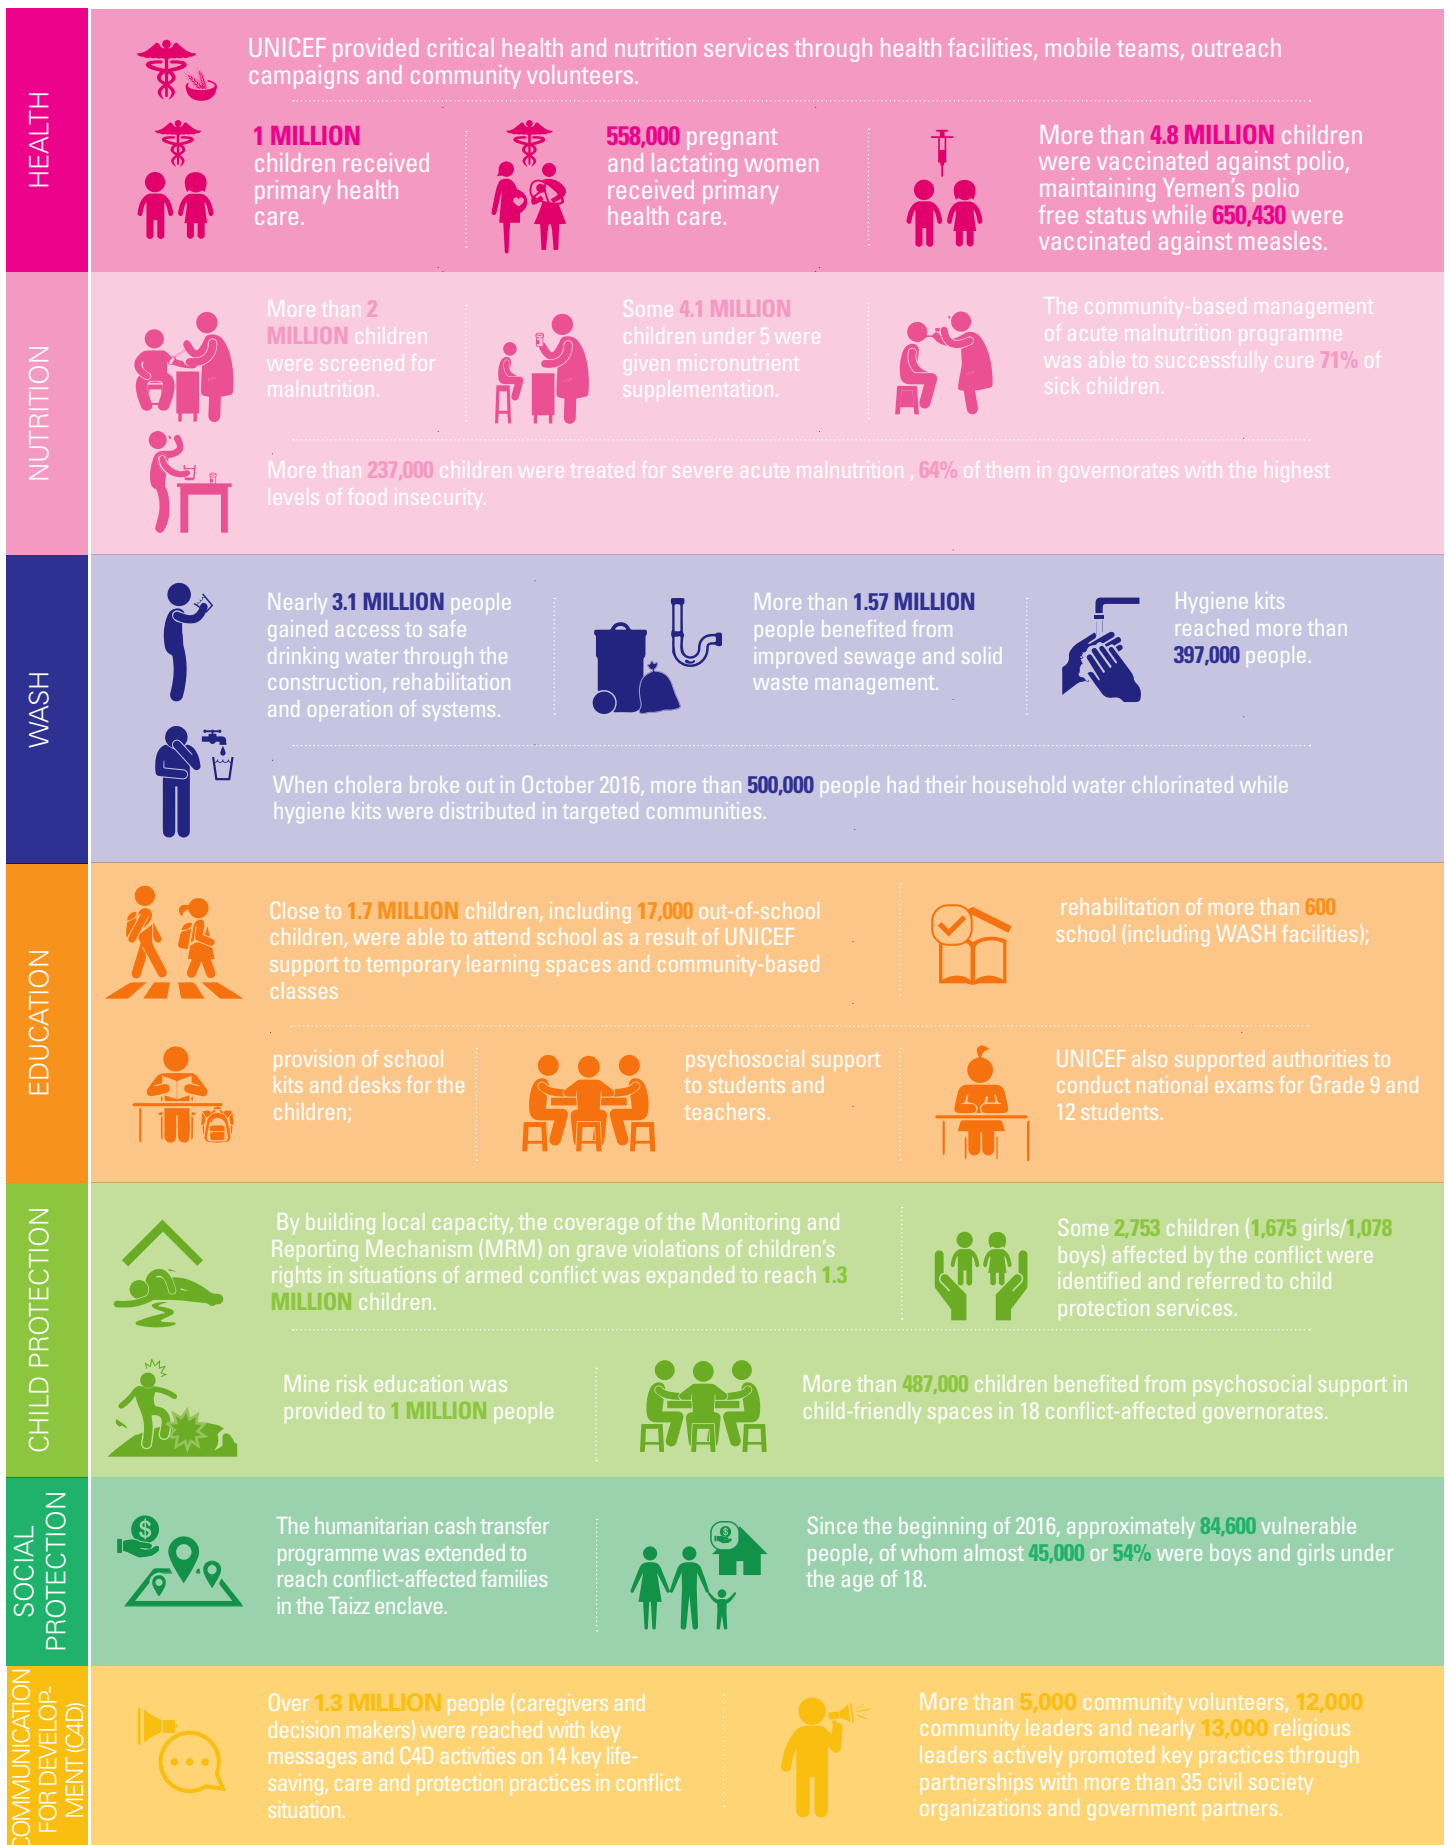 HEALTH
UNICEF provided critical health and nutrition services through health facilities, mobile teams, outreach
campaigns and community volunteers.
1 MILLION
children received
primary health
care.
558,000 pregnant
and lactating women
received primary
health care.
More than 4.8 MILLION children
were vaccinated against polio,
maintaining Yemen's polio
free status while 650,430 were
vaccinated against measles.
NUTRITION
More than 2
MILLION children
were screened for
malnutrition.
Some 4.1 MILLION
children under 5 were
given micronutrient
supplementation.
The community-based management
of acute malnutrition programme
was able to successfully cure 71% of
sick children.
More than 237,000 children were treated for severe acute malnutrition , 64% of them in governorates with the highest
levels of food insecurity.
WASH
Nearly 3.1 MILLION people
gained access to safe
drinking water through the
construction, rehabilitation
and operation of systems.
More than 1.57 MILLION
people benefited from
improved sewage and solid
waste management.
Hygiene kits
reached more than
397,000 people.
When cholera broke out in October 2016, more than 500,000 people had their household water chlorinated while
hygiene kits were distributed in targeted communities.
EDUCATION
Close to 1.7 MILLION children, including 17,000 out-of-school
children, were able to attend school as a result of UNICEF
support to temporary learning spaces and community-based
classes
rehabilitation of more than 600
school (including WASH facilities);
provision of school
kits and desks for the
children;
psychosocial support
to students and
teachers.
UNICEF also supported authorities to
conduct national exams for Grade 9 and
12 students.
CHILD PROTECTION
By building local capacity, the coverage of the Monitoring and
Reporting Mechanism (MRM) on grave violations of children's
rights in situations of armed conflict was expanded to reach 1.3
MILLION children.
Some 2,753 children (1,675 girls/1,078
boys) affected by the conflict were
identified and referred to child
protection services.
Mine risk education was
provided to 1 MILLION people
More than 487,000 children benefited from psychosocial support in
child-friendly spaces in 18 conflict-affected governorates.
SOCIAL
PROTECTION
$
The humanitarian cash transfer
programme was extended to
reach conflict-affected families
in the Taizz enclave.
$
Since the beginning of 2016, approximately 84,600 vulnerable
people, of whom almost 45,000 or 54% were boys and girls under
the age of 18.
COMMUNICATION
FOR DEVELOP-
MENT (C4D)
Over 1.3 MILLION people (caregivers and
decision makers) were reached with key
messages and C4D activities on 14 key life-
saving, care and protection practices in conflict
situation.
More than 5,000 community volunteers, 12,000
community leaders and nearly 13,000 religious
leaders actively promoted key practices through
partnerships with more than 35 civil society
organizations and government partners.